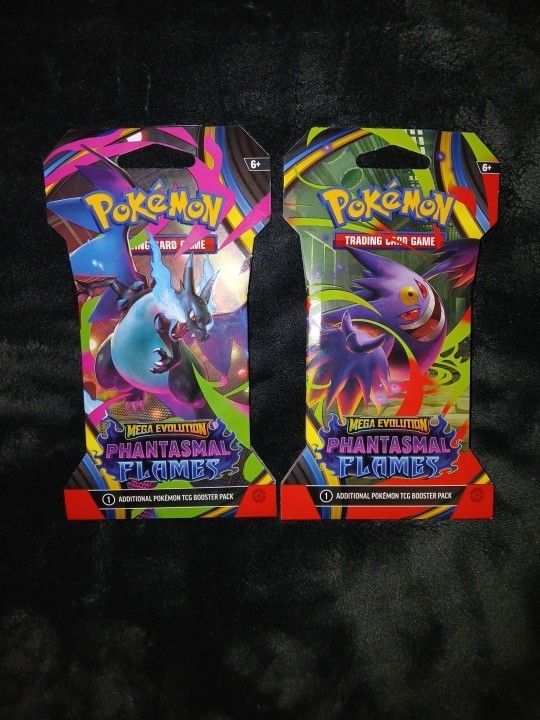 6+
POKÉMON
ING CARD GAME
MEGA EVOLUTION
PHANTASMAL
FLAMES
1 ADDITIONAL POKÉMON TCG BOOSTER PACK
6+
POKÉMON
TRADING CARD GAME
MEGA EVOLUTION
PHANTASMAL
FLAMES
1 ADDITIONAL POKÉMON TCG BOOSTER PACK